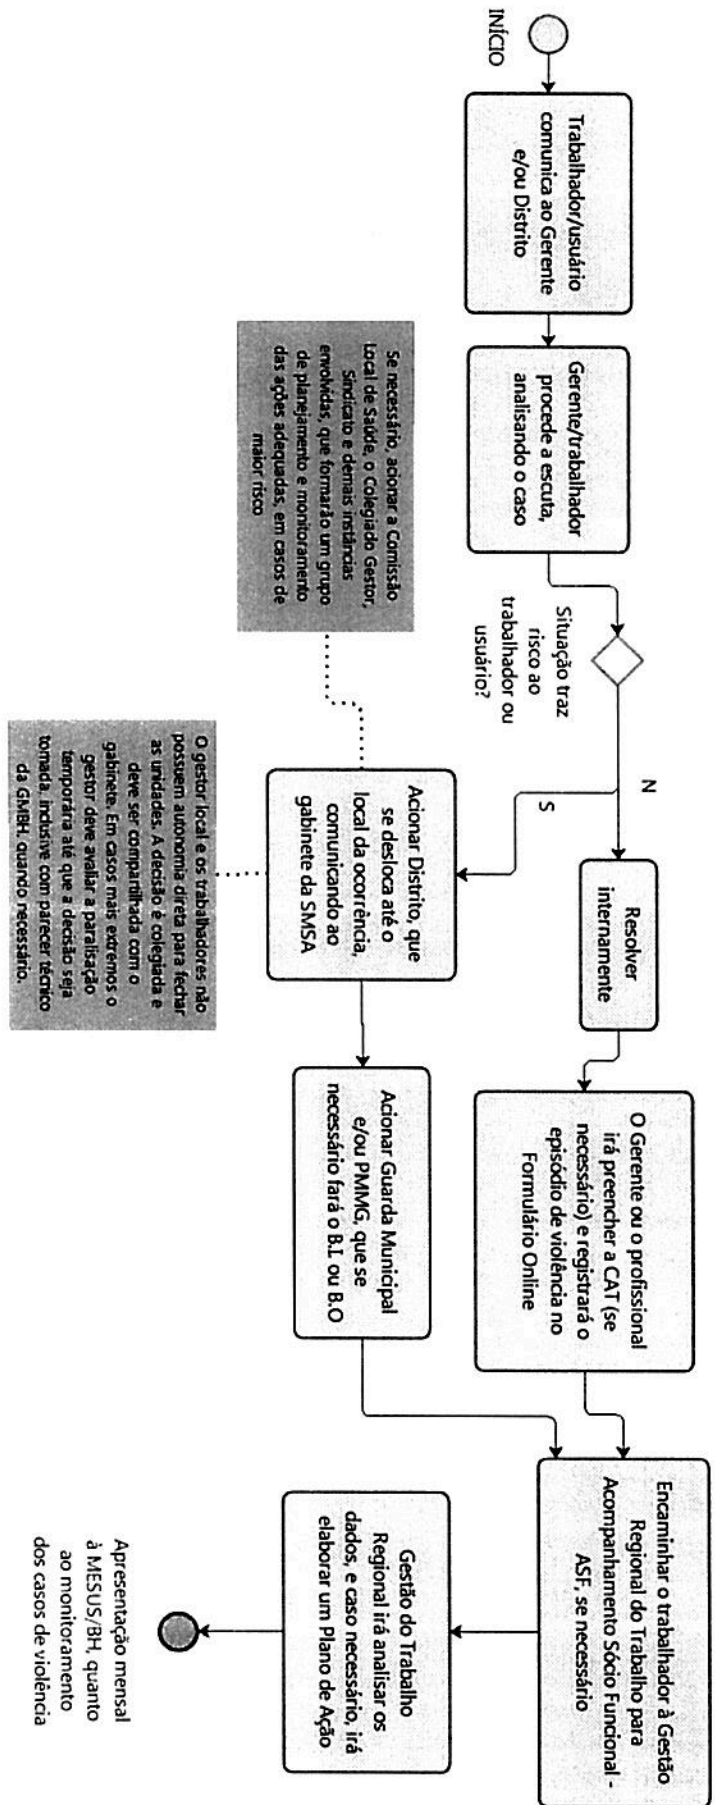 INÍCIO
Trabalhador/usuário
comunica ao Gerente
e/ou Distrito
Gerente/trabalhador
procede a escuta,
analisando o caso
Situação traz
risco ao
trabalhador ou
usuário?
N
S
Resolver
internamente
O Gerente ou o profissional
irá preencher a CAT (se
necessário) e registrará o
episódio de violência no
Formulário Online
Se necessário, acionar a Comissão
Local de Saúde, o Colegiado Gestor,
Sindicato e demais instâncias
envolvidas, que formarão um grupo
de planejamento e monitoramento
das ações adequadas, em casos de
maior risco
Acionar Distrito, que
se desloca até o
local da ocorrência,
comunicando ao
gabinete da SMSA
O gestor local e os trabalhadores não
possuem autonomia direta para fechar
as unidades. A decisão é colegiada e
deve ser compartilhada com o
gabinete. Em casos mais extremos o
gestor deve avaliar a paralisação
temporária até que a decisão seja
tomada, inclusive com parecer técnico
da GMBH, quando necessário.
Acionar Guarda Municipal
e/ou PMMG, que se
necessário fará o B.I. ou B.O
Encaminhar o trabalhador à Gestão
Regional do Trabalho para
Acompanhamento Sócio Funcional -
ASF, se necessário
Gestão do Trabalho
Regional irá analisar os
dados, e caso necessário, irá
elaborar um Plano de Ação
Apresentação mensal
à MESUS/BH, quanto
ao monitoramento
dos casos de violência